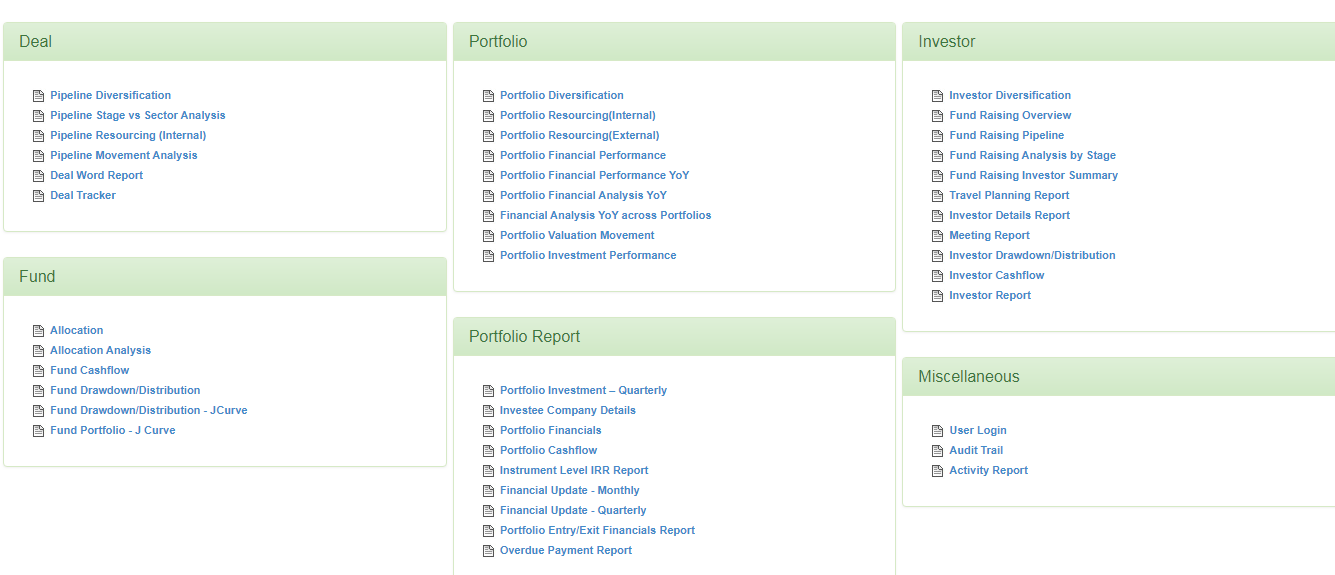 Deal
Pipeline Diversification
Pipeline Stage vs Sector Analysis
Pipeline Resourcing (Internal)
Pipeline Movement Analysis
Deal Word Report
Deal Tracker
Fund
Allocation
Allocation Analysis
Fund Cashflow
Fund Drawdown/Distribution
Fund Drawdown/Distribution - JCurve
Fund Portfolio - J Curve
Portfolio
Portfolio Diversification
Portfolio Resourcing(Internal)
Portfolio Resourcing(External)
Portfolio Financial Performance
Portfolio Financial Performance YoY
Portfolio Financial Analysis YoY
Financial Analysis YoY across Portfolios
Portfolio Valuation Movement
Portfolio Investment Performance
Portfolio Report
Portfolio Investment – Quarterly
Investee Company Details
Portfolio Financials
Portfolio Cashflow
Instrument Level IRR Report
Financial Update - Monthly
Financial Update - Quarterly
Portfolio Entry/Exit Financials Report
Overdue Payment Report
Investor
Investor Diversification
Fund Raising Overview
Fund Raising Pipeline
Fund Raising Analysis by Stage
Fund Raising Investor Summary
Travel Planning Report
Investor Details Report
Meeting Report
Investor Drawdown/Distribution
Investor Cashflow
Investor Report
Miscellaneous
User Login
Audit Trail
Activity Report